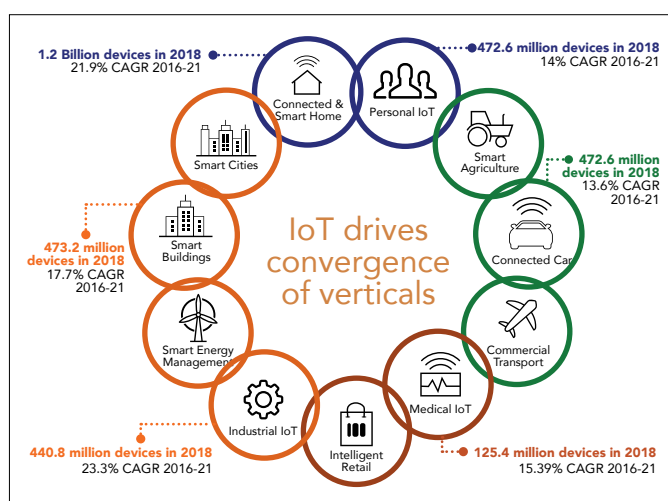 1.2 Billion devices in 2018
21.9% CAGR 2016-21
472.6 million devices in 2018
14% CAGR 2016-21
Connected &
Smart Home
Personal IoT
Smart Cities
Smart
Agriculture
472.6 million
devices in 2018
13.6% CAGR
2016-21
Smart
Buildings
473.2 million
devices in 2018
17.7% CAGR
2016-21
IoT drives
convergence
of verticals
Connected Car
Smart Energy
Management
Commercial
Transport
Industrial IoT
Intelligent
Retail
Medical IoT
440.8 million devices in 2018
23.3% CAGR 2016-21
125.4 million devices in 2018
15.39% CAGR 2016-21